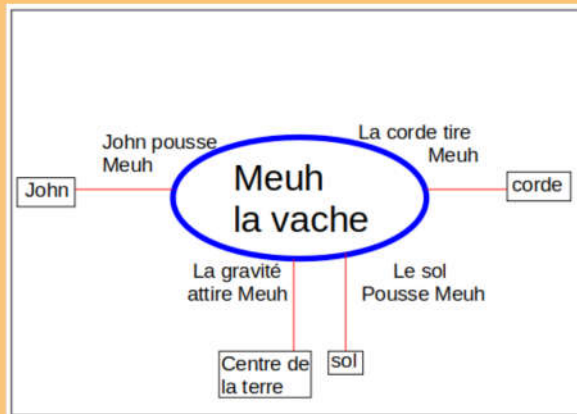 John pousse
Meuh
La corde tire
Meuh
John
Meuh
la vache
corde
La gravité
attire Meuh
Le sol
Pousse Meuh
Centre de
la terre
sol